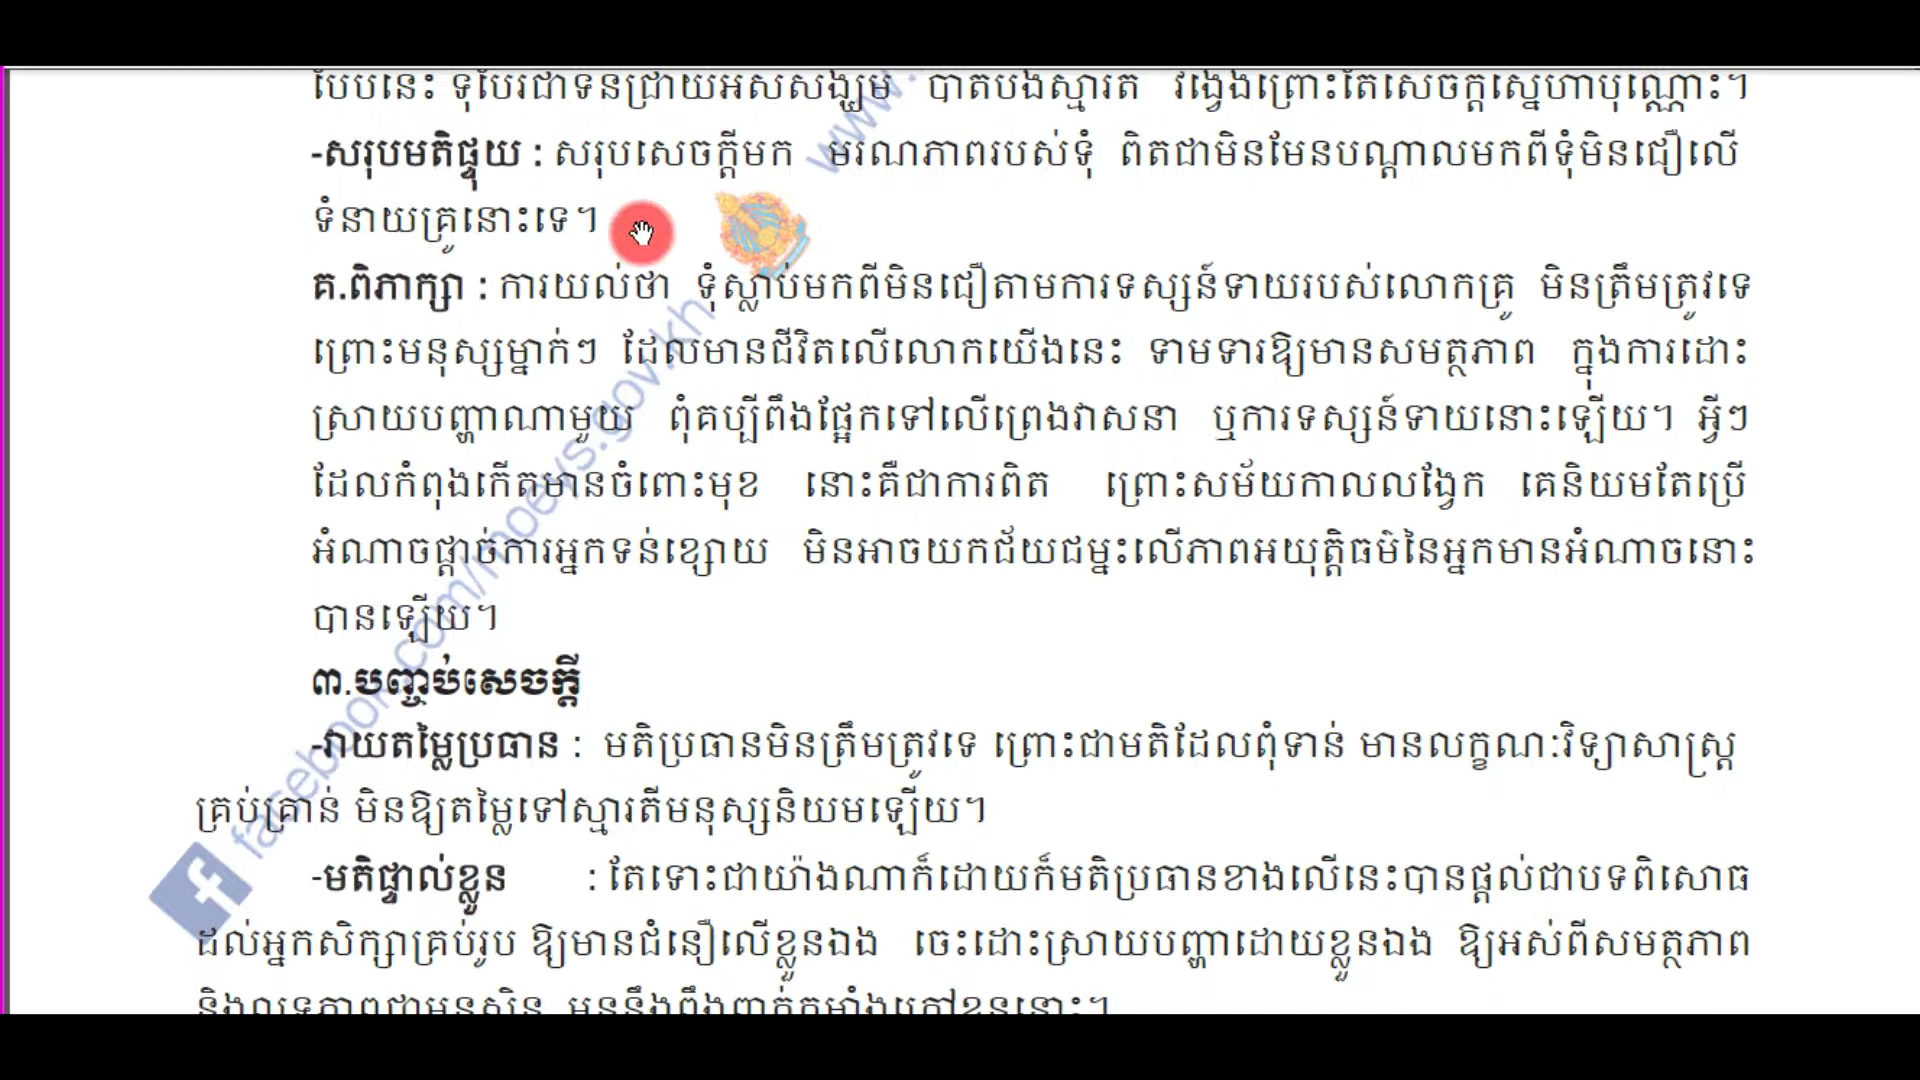 បែបនេះ ទុបែរជាទន់ជ្រាយអស់សង្ឃឹម បាត់បង់ស្មារតី វង្វេងព្រោះតែសេចក្តីស្នេហាប៉ុណ្ណោះ។
-សរុបមតិផ្ទុយ : សរុបសេចក្តីមក មរណភាពរបស់ទុំ ពិតជាមិនមែនបណ្តាលមកពីទុំមិនជឿលើ
ទំនាយគ្រូនោះទេ។
www.
គ.ពិភាក្សា : ការយល់ថា ទុំស្លាប់មកពីមិនជឿតាមការទស្សន៍ទាយរបស់លោកគ្រូ មិនត្រឹមត្រូវទេ
ព្រោះមនុស្សម្នាក់ៗ ដែលមានជីវិតលើលោកយើងនេះ ទាមទារឱ្យមានសមត្ថភាព ក្នុងការដោះ
ស្រាយបញ្ហាណាមួយ ពុំគប្បីពឹងផ្អែកទៅលើព្រេងវាសនា ឬការទស្សន៍ទាយនោះឡើយ។ អ្វីៗ
ដែលកំពុងកើតមានចំពោះមុខ នោះគឺជាការពិត ព្រោះសម័យកាលលង្វែក គេនិយមតែប្រើ
អំណាចផ្តាច់ការអ្នកទន់ខ្សោយ មិនអាចយកជ័យជម្នះលើភាពអយុត្តិធម៌នៃអ្នកមានអំណាចនោះ
បានឡើយ។
៣.បញ្ចប់សេចក្តី
-វាយតម្លៃប្រធាន : មតិប្រធានមិនត្រឹមត្រូវទេ ព្រោះជាមតិដែលពុំទាន់ មានលក្ខណៈវិទ្យាសាស្ត្រ
គ្រប់គ្រាន់ មិនឱ្យតម្លៃទៅស្មារតីមនុស្សនិយមឡើយ។
-មតិផ្ទាល់ខ្លួន : តែទោះជាយ៉ាងណាក៏ដោយក៏មតិប្រធានខាងលើនេះបានផ្តល់ជាបទពិសោធ
ដល់អ្នកសិក្សាគ្រប់រូប ឱ្យមានជំនឿលើខ្លួនឯង ចេះដោះស្រាយបញ្ហាដោយខ្លួនឯង ឱ្យអស់ពីសមត្ថភាព
facebook.com/moeys.gov.kh